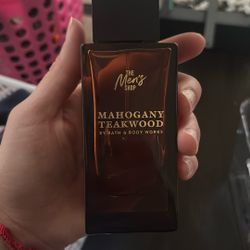 THE
Men's
SHOP
MAHOGANY
TEAKWOOD
BY BATH & BODY WORKS